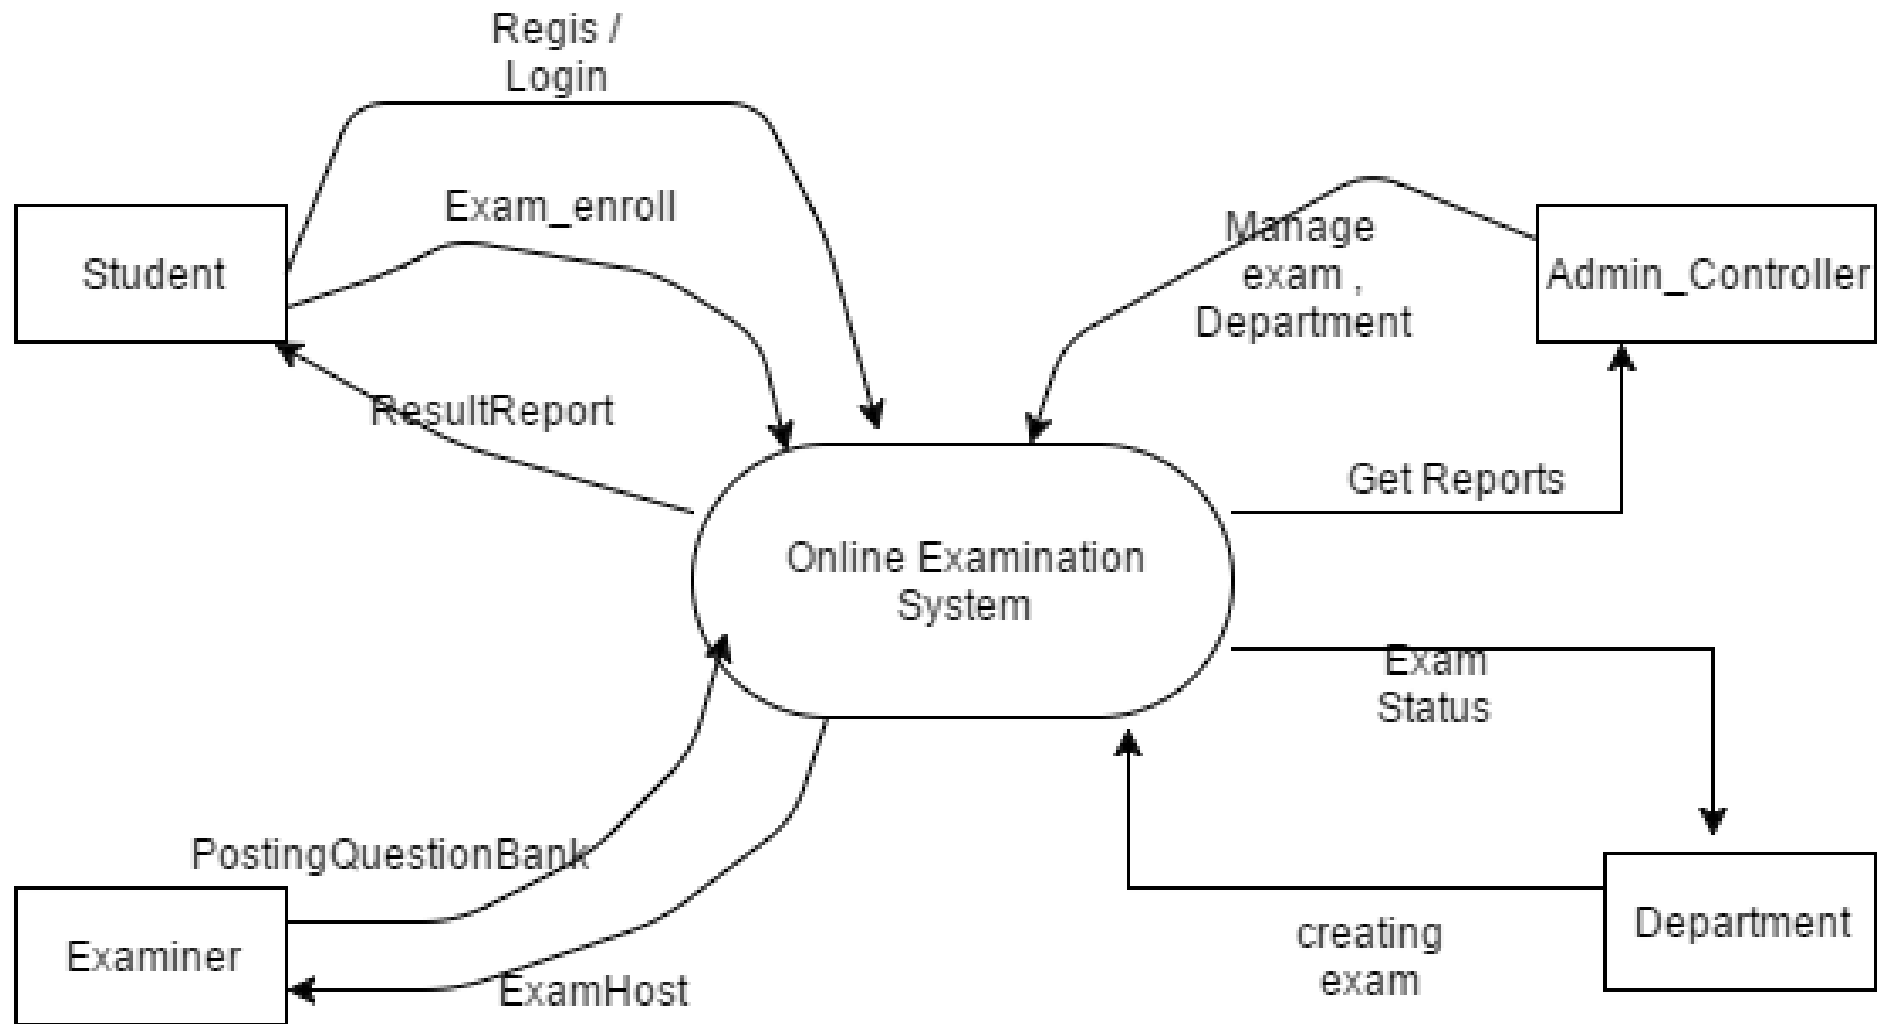 Regis /
Login
Exam_enroll
Student
ResultReport
Manage
exam ,
Department
Admin_Controller
Get Reports
Online Examination
System
Exam
Status
PostingQuestionBank
Examiner
ExamHost
creating
exam
Department